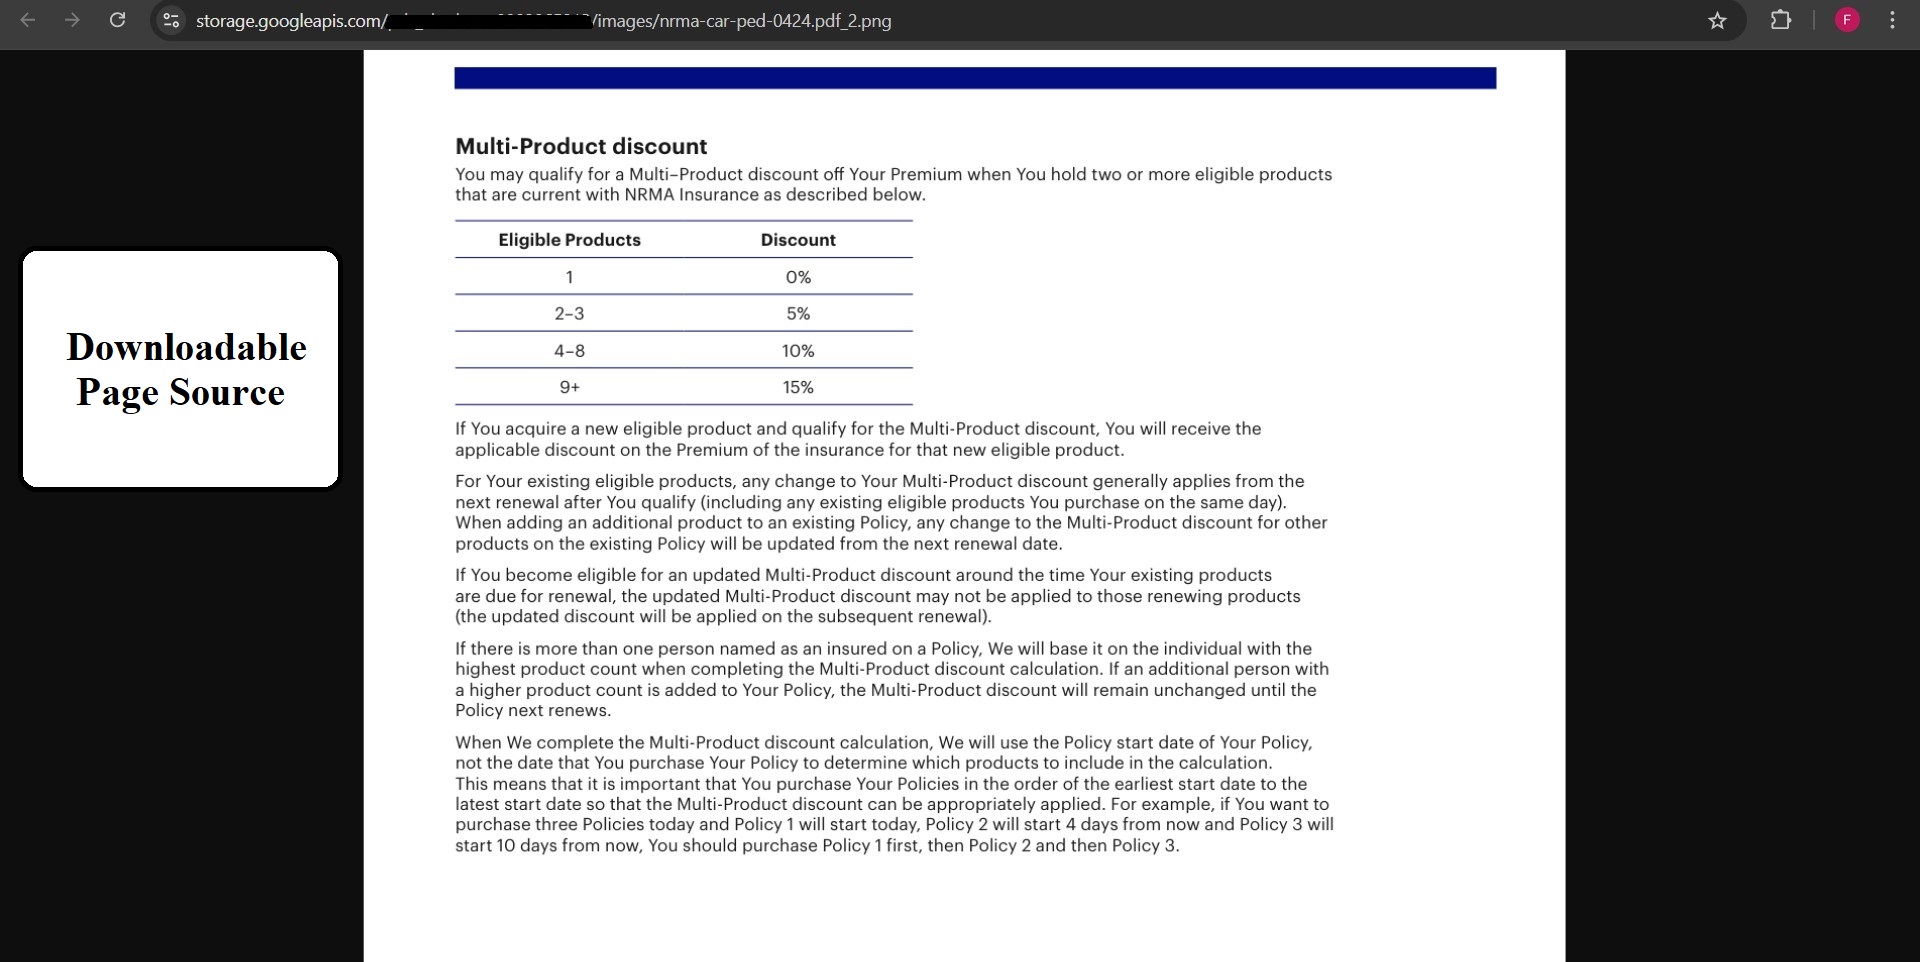 storage.googleapis.com/ /images/nrma-car-ped-0424.pdf_2.png
F
Downloadable
Page Source
Multi-Product discount
You may qualify for a Multi–Product discount off Your Premium when You hold two or more eligible products
that are current with NRMA Insurance as described below.
Eligible Products Discount
1 0%
2–3 5%
4–8 10%
9+ 15%
If You acquire a new eligible product and qualify for the Multi-Product discount, You will receive the
applicable discount on the Premium of the insurance for that new eligible product.
For Your existing eligible products, any change to Your Multi-Product discount generally applies from the
next renewal after You qualify (including any existing eligible products You purchase on the same day).
When adding an additional product to an existing Policy, any change to the Multi-Product discount for other
products on the existing Policy will be updated from the next renewal date.
If You become eligible for an updated Multi-Product discount around the time Your existing products
are due for renewal, the updated Multi-Product discount may not be applied to those renewing products
(the updated discount will be applied on the subsequent renewal).
If there is more than one person named as an insured on a Policy, We will base it on the individual with the
highest product count when completing the Multi-Product discount calculation. If an additional person with
a higher product count is added to Your Policy, the Multi-Product discount will remain unchanged until the
Policy next renews.
When We complete the Multi-Product discount calculation, We will use the Policy start date of Your Policy,
not the date that You purchase Your Policy to determine which products to include in the calculation.
This means that it is important that You purchase Your Policies in the order of the earliest start date to the
latest start date so that the Multi-Product discount can be appropriately applied. For example, if You want to
purchase three Policies today and Policy 1 will start today, Policy 2 will start 4 days from now and Policy 3 will
start 10 days from now, You should purchase Policy 1 first, then Policy 2 and then Policy 3.